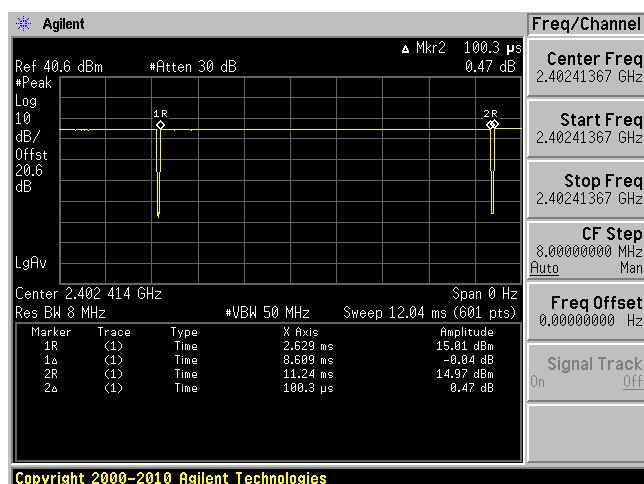 Agilent
Freq/Channel
Δ Mkr2 100.3 µs
Ref 40.6 dBm #Atten 30 dB 0.47 dB
#Peak
Log
10
dB/
Offst
20.6
dB
LgAv
1R
2R
Center 2.402 414 GHz Span 0 Hz
Res BW 8 MHz #VBW 50 MHz Sweep 12.04 ms (601 pts)
Marker Trace Type X Axis Amplitude
1R (1) Time 2.629 ms 15.01 dBm
1Δ (1) Time 8.609 ms -0.04 dB
2R (1) Time 11.24 ms 14.97 dBm
2Δ (1) Time 100.3 µs 0.47 dB
Center Freq
2.40241367 GHz
Start Freq
2.40241367 GHz
Stop Freq
2.40241367 GHz
CF Step
8.00000000 MHz
Auto Man
Freq Offset
0.00000000 Hz
Signal Track
On Off
Copyright 2000-2010 Agilent Technologies